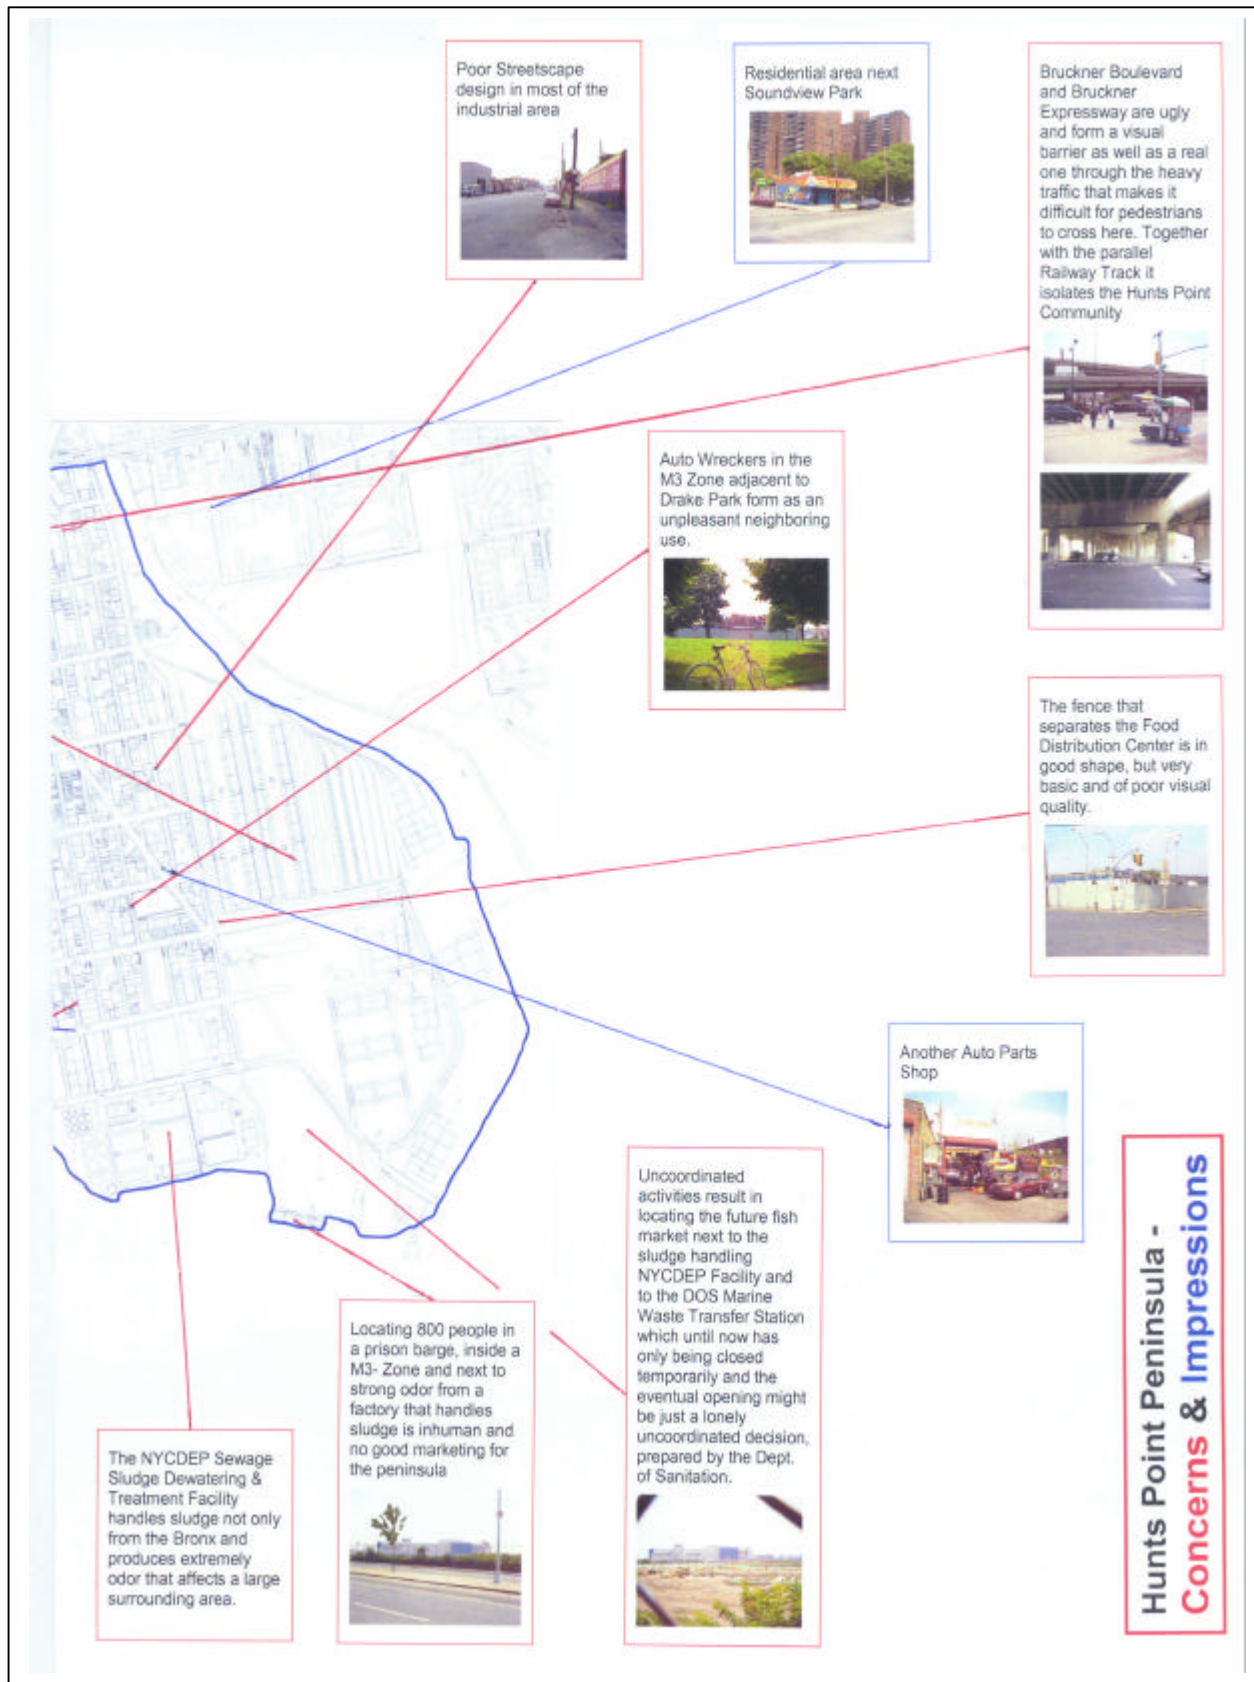 Poor Streetscape
design in most of the
industrial area
Residential area next
Soundview Park
Bruckner Boulevard
and Bruckner
Expressway are ugly
and form a visual
barrier as well as a real
one through the heavy
traffic that makes it
difficult for pedestrians
to cross here. Together
with the parallel
Railway Track it
isolates the Hunts Point
Community
Auto Wreckers in the
M3 Zone adjacent to
Drake Park form as an
unpleasant neighboring
use.
The fence that
separates the Food
Distribution Center is in
good shape, but very
basic and of poor visual
quality.
Another Auto Parts
Shop
Uncoordinated
activities result in
locating the future fish
market next to the
sludge handling
NYCDEP Facility and
to the DOS Marine
Waste Transfer Station
which until now has
only being closed
temporarily and the
eventual opening might
be just a lonely
uncoordinated decision,
prepared by the Dept.
of Sanitation.
Locating 800 people in
a prison barge, inside a
M3- Zone and next to
strong odor from a
factory that handles
sludge is inhuman and
no good marketing for
the peninsula
The NYCDEP Sewage
Sludge Dewatering &
Treatment Facility
handles sludge not only
from the Bronx and
produces extremely
odor that affects a large
surrounding area.
Hunts Point Peninsula -
Concerns & Impressions